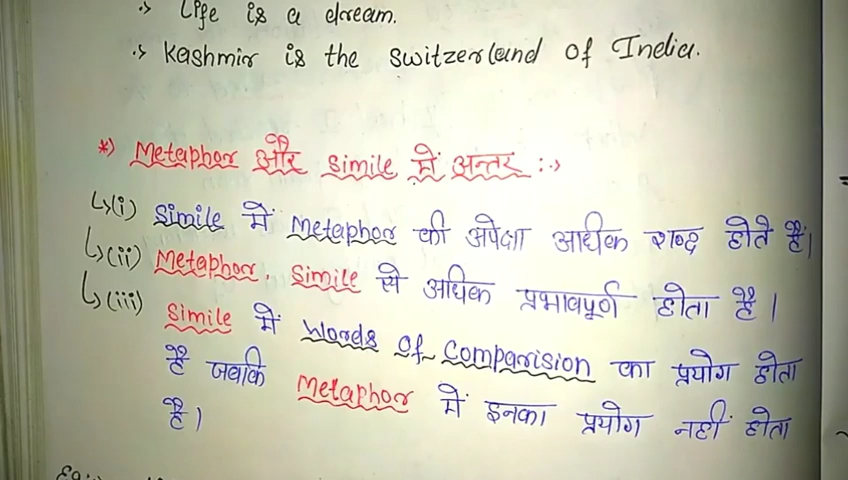 :> Life is a dream.
:> Kashmir is the Switzerland of India.
*) Metaphor और Simile में अन्तर :->
↳(i) Simile में Metaphor की अपेक्षा अधिक शब्द होते हैं।
↳(ii) Metaphor, Simile से अधिक प्रभावपूर्ण होता है।
↳(iii) Simile में Words of Comparision का प्रयोग होता
है जबकि Metaphor में इनका प्रयोग नहीं होता
है।